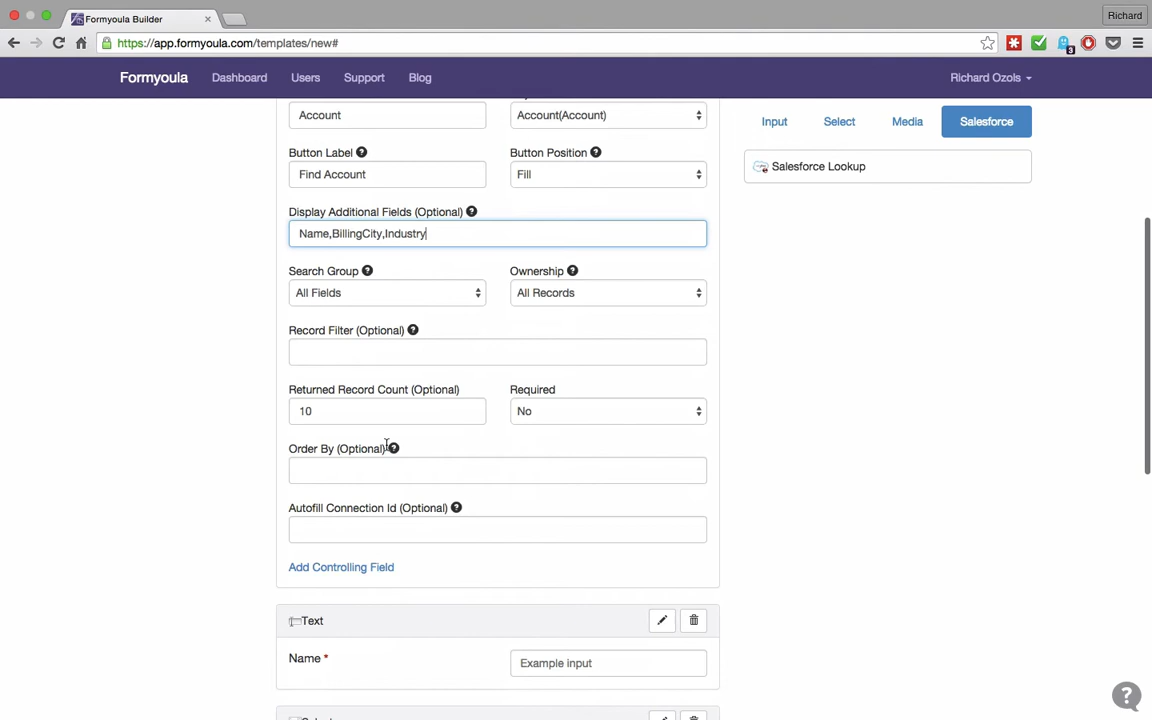 Formyoula Builder
Richard
https://app.formyoula.com/templates/new#
3
Formyoula Dashboard Users Support Blog Richard Ozols
Account Account(Account)
Input Select Media Salesforce
Button Label Button Position
Find Account Fill
Salesforce Lookup
Display Additional Fields (Optional)
Name,BillingCity,Industry
Search Group Ownership
All Fields All Records
Record Filter (Optional)
Returned Record Count (Optional) Required
10 No
Order By (Optional)
Autofill Connection Id (Optional)
Add Controlling Field
Text
Name * Example input